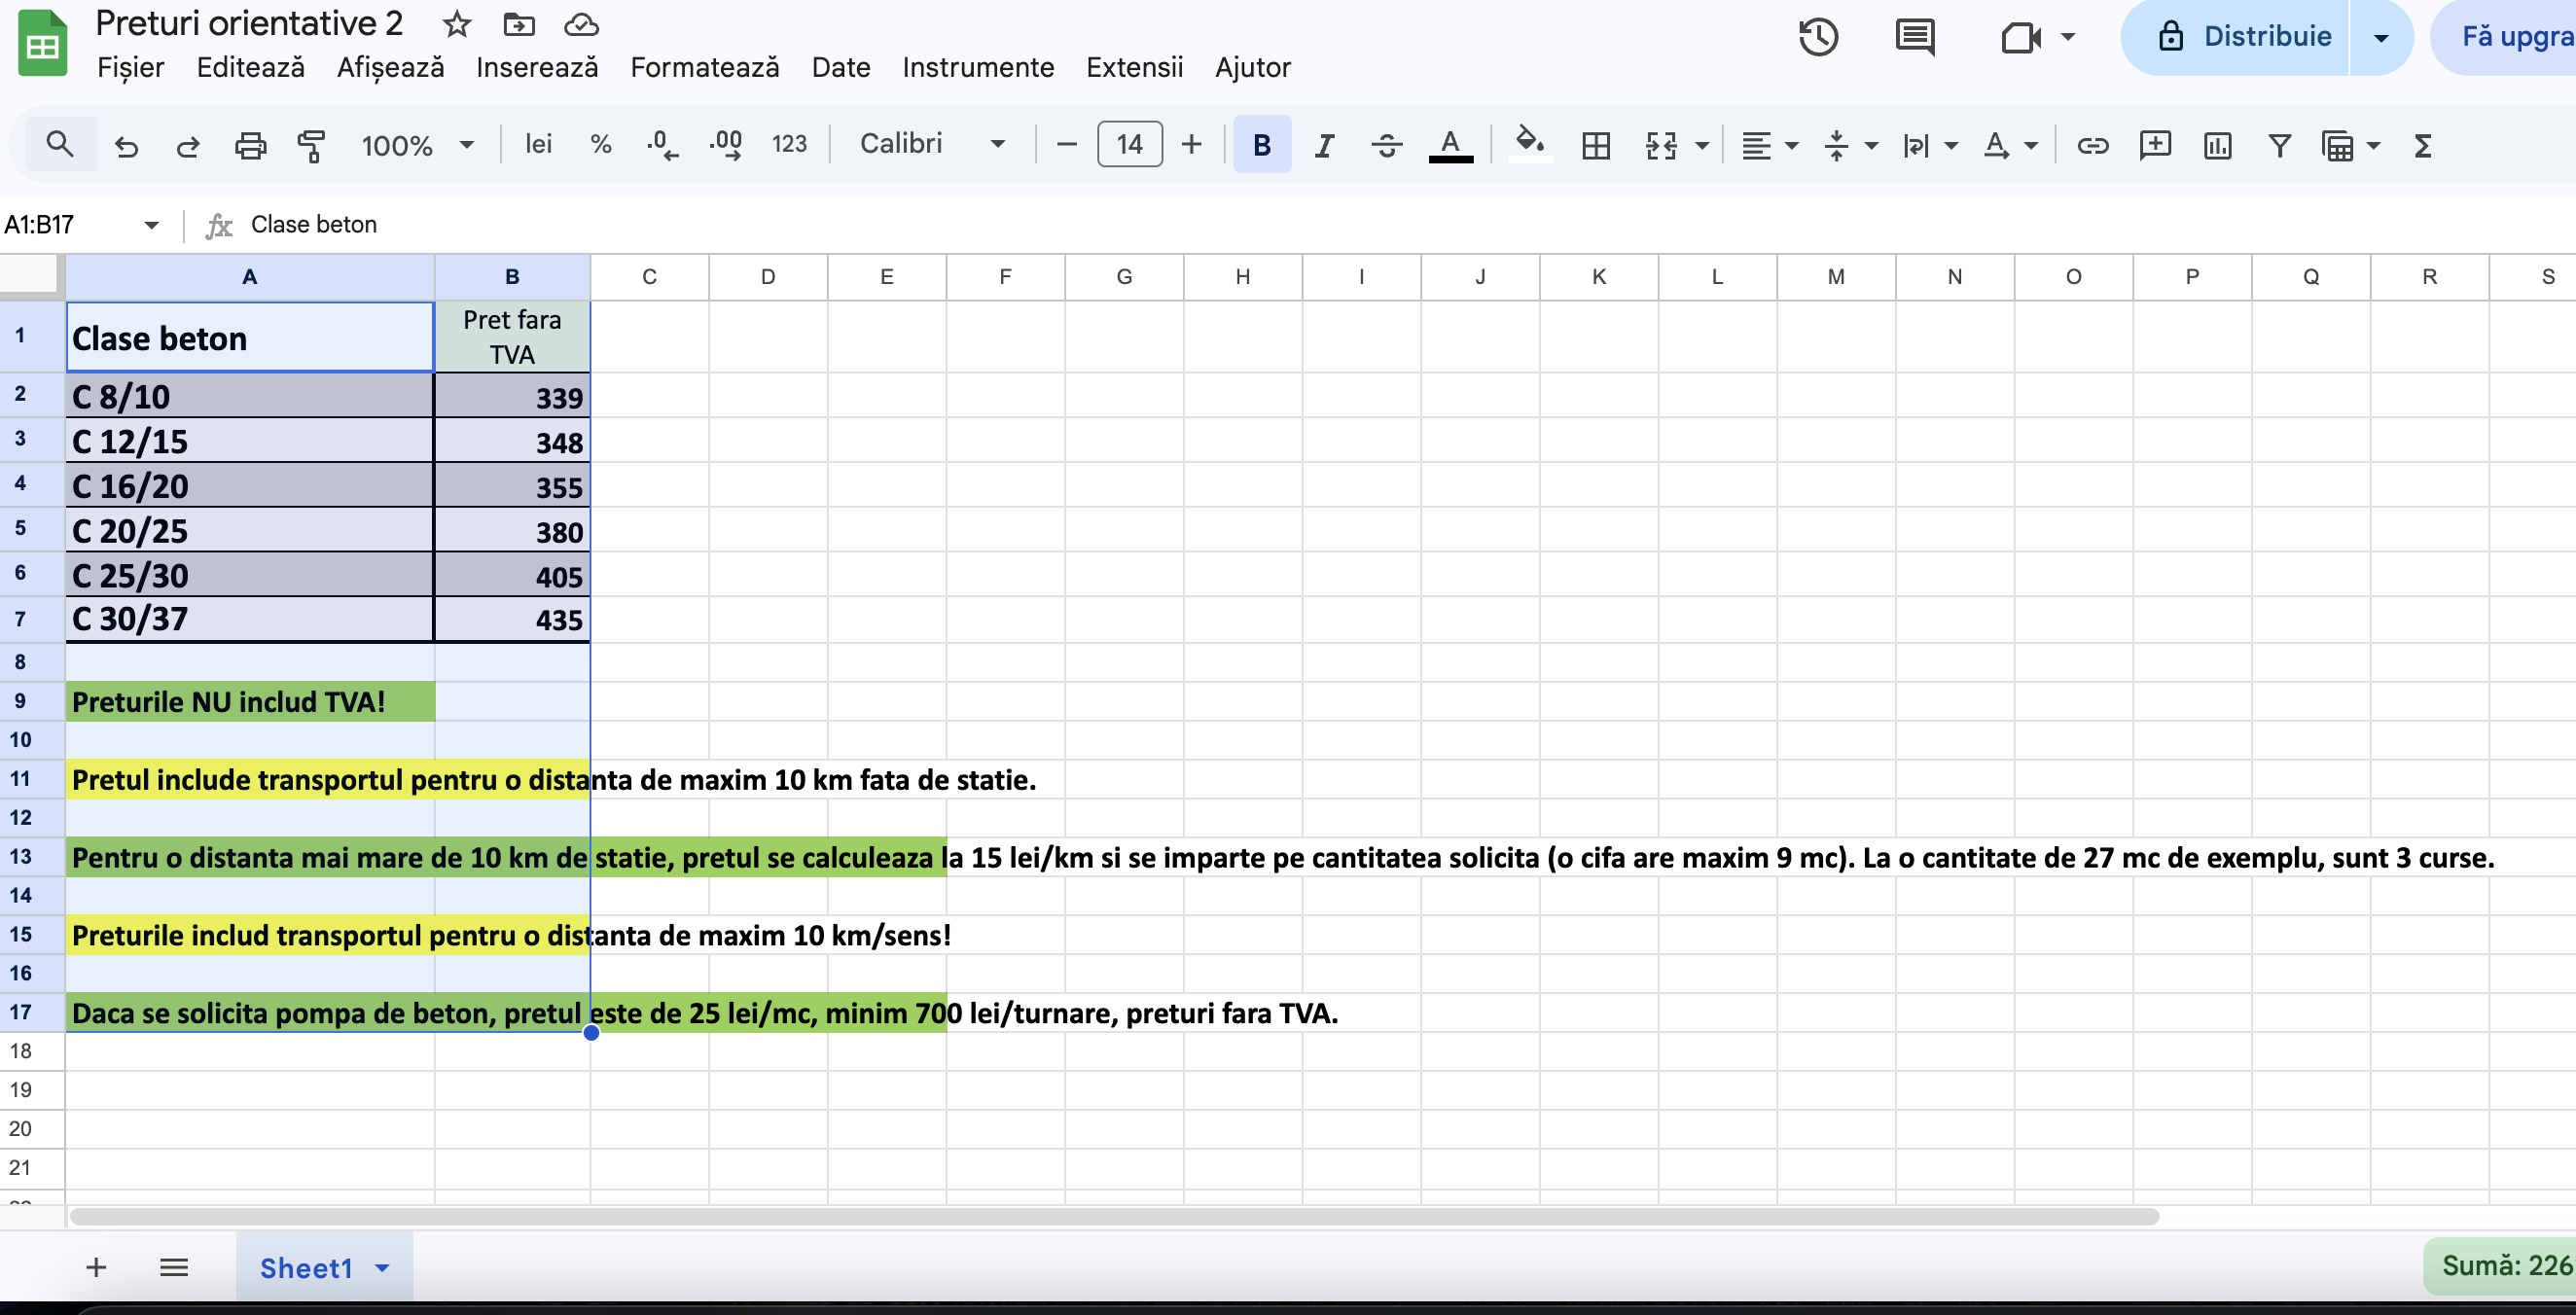 Preturi orientative 2
Fișier Editează Afișează Inserează Formatează Date Instrumente Extensii Ajutor
Distribuie
Fă upgra
100% lei % .0 .00 123 Calibri 14 B I A A Σ
A1:B17 fx Clase beton
A B C D E F G H I J K L M N O P Q R S
1 Clase beton Pret fara TVA
2 C 8/10 339
3 C 12/15 348
4 C 16/20 355
5 C 20/25 380
6 C 25/30 405
7 C 30/37 435
8
9 Preturile NU includ TVA!
10
11 Pretul include transportul pentru o distanta de maxim 10 km fata de statie.
12
13 Pentru o distanta mai mare de 10 km de statie, pretul se calculeaza la 15 lei/km si se imparte pe cantitatea solicita (o cifa are maxim 9 mc). La o cantitate de 27 mc de exemplu, sunt 3 curse.
14
15 Preturile includ transportul pentru o distanta de maxim 10 km/sens!
16
17 Daca se solicita pompa de beton, pretul este de 25 lei/mc, minim 700 lei/turnare, preturi fara TVA.
18
19
20
21
Sheet1
Sumă: 226